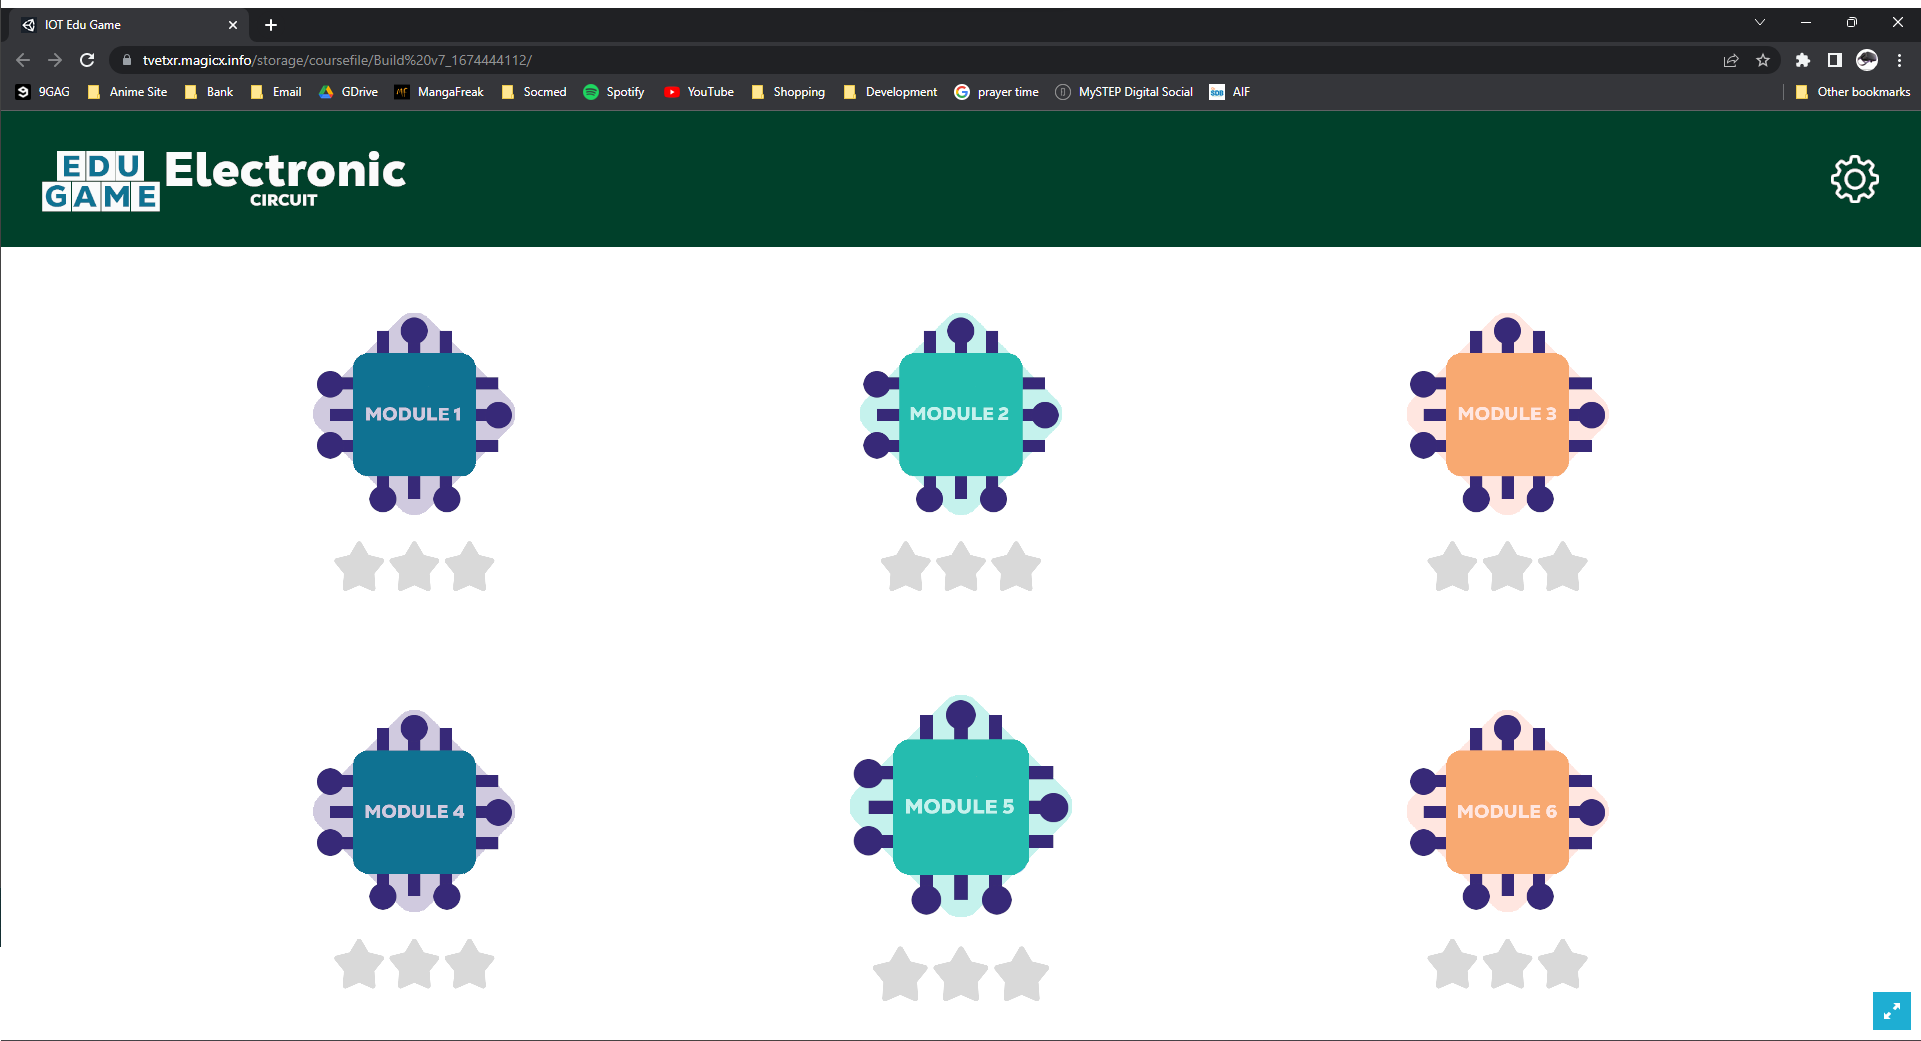 IOT Edu Game
tvetxr.magicx.info/storage/coursefile/Build%20v7_1674444112/
9GAG Anime Site Bank Email GDrive MangaFreak Socmed Spotify YouTube Shopping Development prayer time MySTEP Digital Social AIF Other bookmarks
EDU GAME
Electronic
CIRCUIT
MODULE 1 MODULE 2 MODULE 3
MODULE 4 MODULE 5 MODULE 6